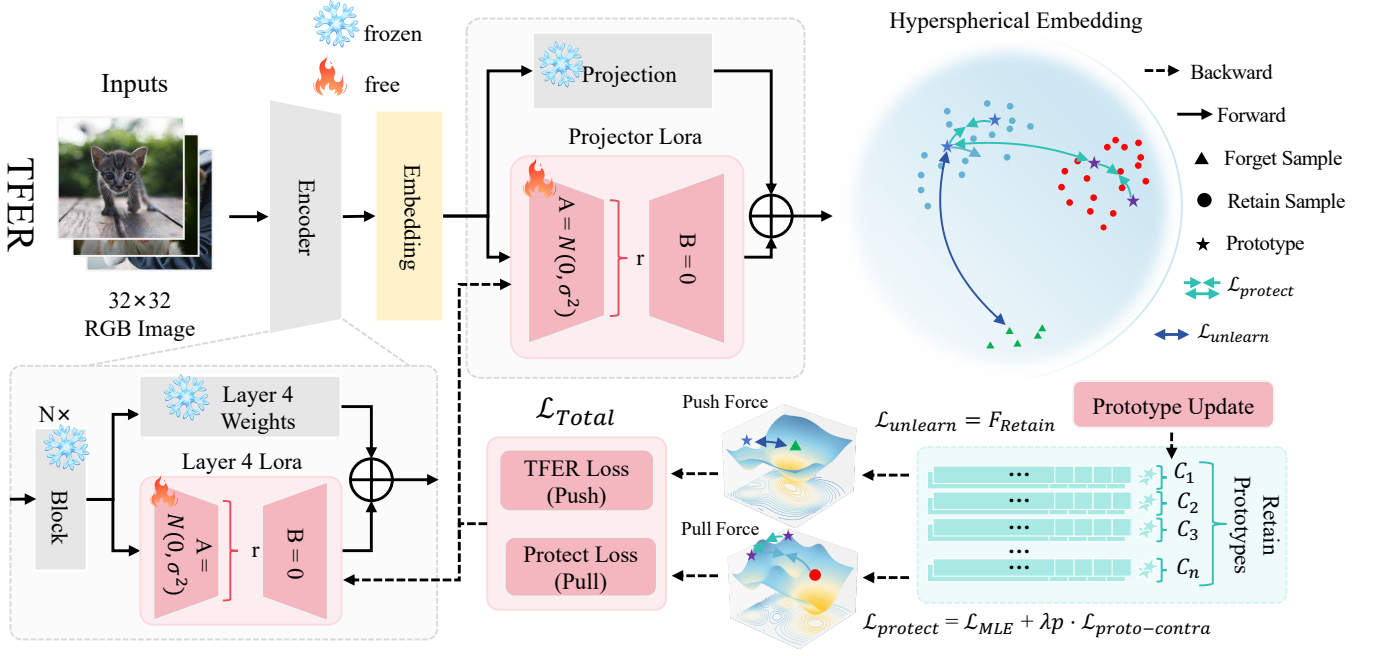 TFER
Inputs
32×32
RGB Image
frozen
free
Encoder
Embedding
Projection
Projector Lora
A = N(0, σ²)
r
B = 0
Hyperspherical Embedding
Backward
Forward
Forget Sample
Retain Sample
Prototype
ℒ_protect
ℒ_unlearn
N×
Block
Layer 4
Weights
Layer 4 Lora
A =
N(0, σ²)
r
B = 0
ℒ_Total
TFER Loss
(Push)
Protect Loss
(Pull)
Push Force
Pull Force
ℒ_unlearn = F_Retain
Prototype Update
...
C_1
...
C_2
...
C_3
...
...
...
C_n
Retain
Prototypes
ℒ_protect = ℒ_MLE + λp · ℒ_proto−contra